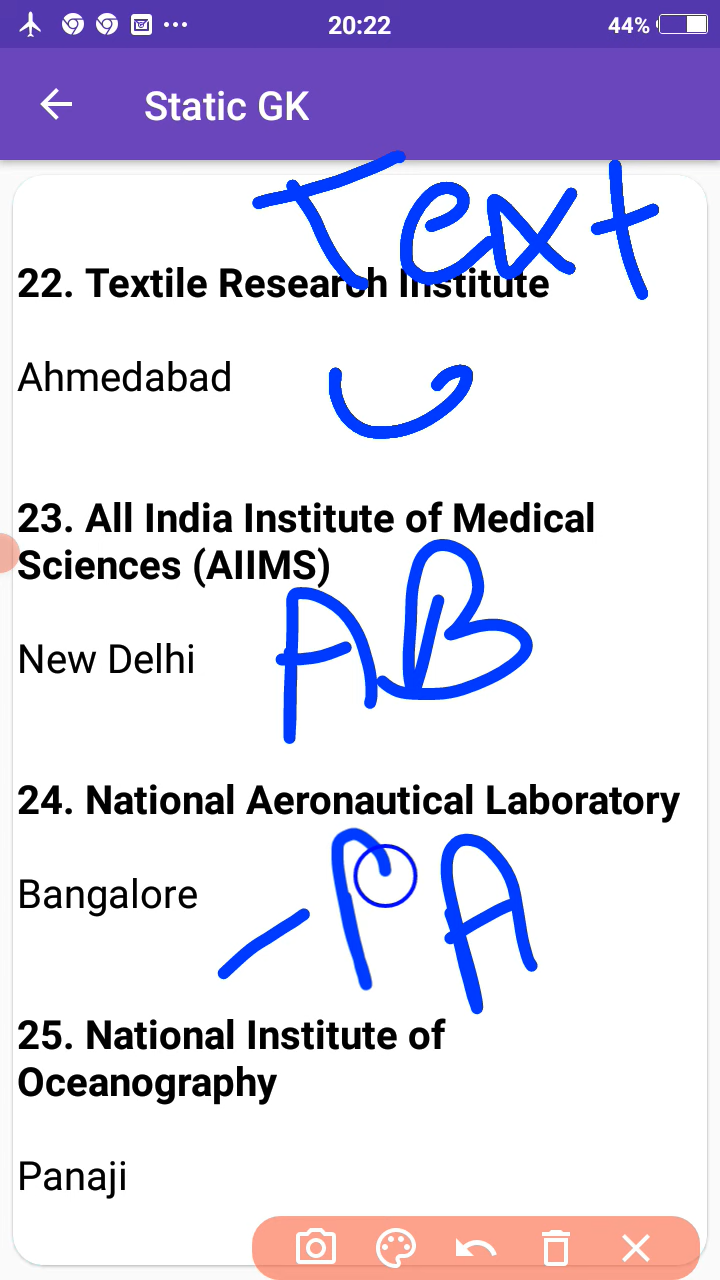 20:22
44%
Static GK
Text
22. Textile Research Institute
Ahmedabad
23. All India Institute of Medical
Sciences (AIIMS)
AB
New Delhi
24. National Aeronautical Laboratory
Bangalore
25. National Institute of
Oceanography
Panaji